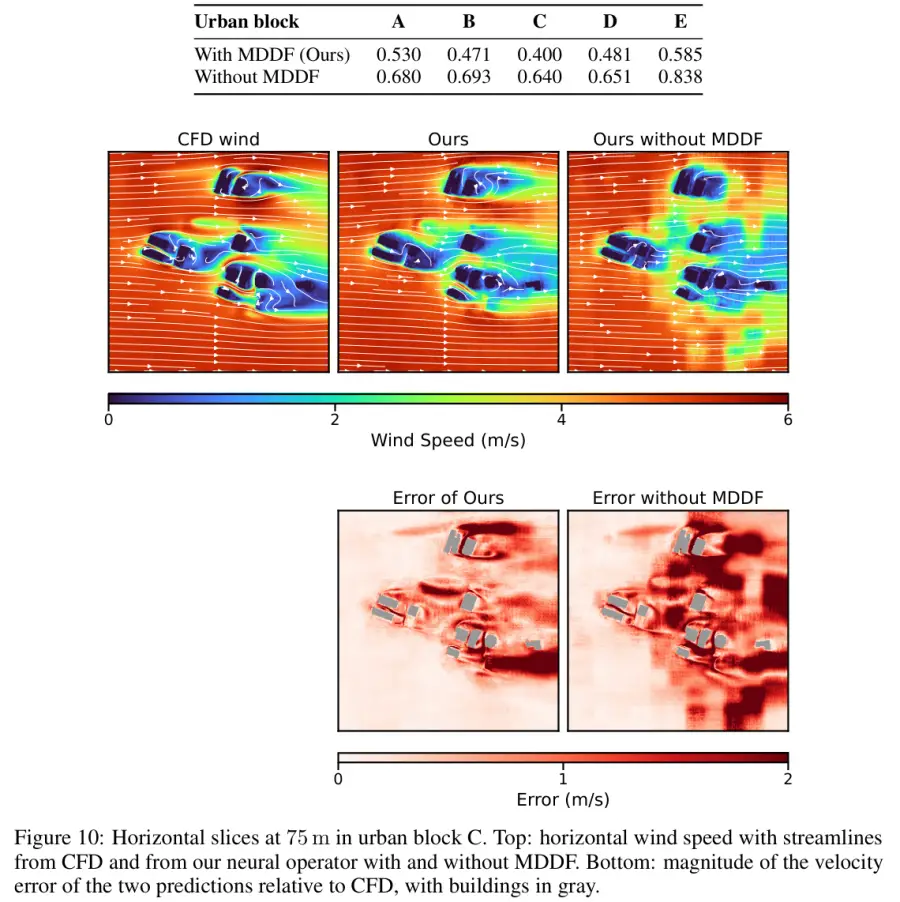 Urban block A B C D E
With MDDF (Ours) 0.530 0.471 0.400 0.481 0.585
Without MDDF 0.680 0.693 0.640 0.651 0.838
CFD wind Ours Ours without MDDF
0 2 4 6
Wind Speed (m/s)
Error of Ours Error without MDDF
0 1 2
Error (m/s)
Figure 10: Horizontal slices at 75 m in urban block C. Top: horizontal wind speed with streamlines
from CFD and from our neural operator with and without MDDF. Bottom: magnitude of the velocity
error of the two predictions relative to CFD, with buildings in gray.